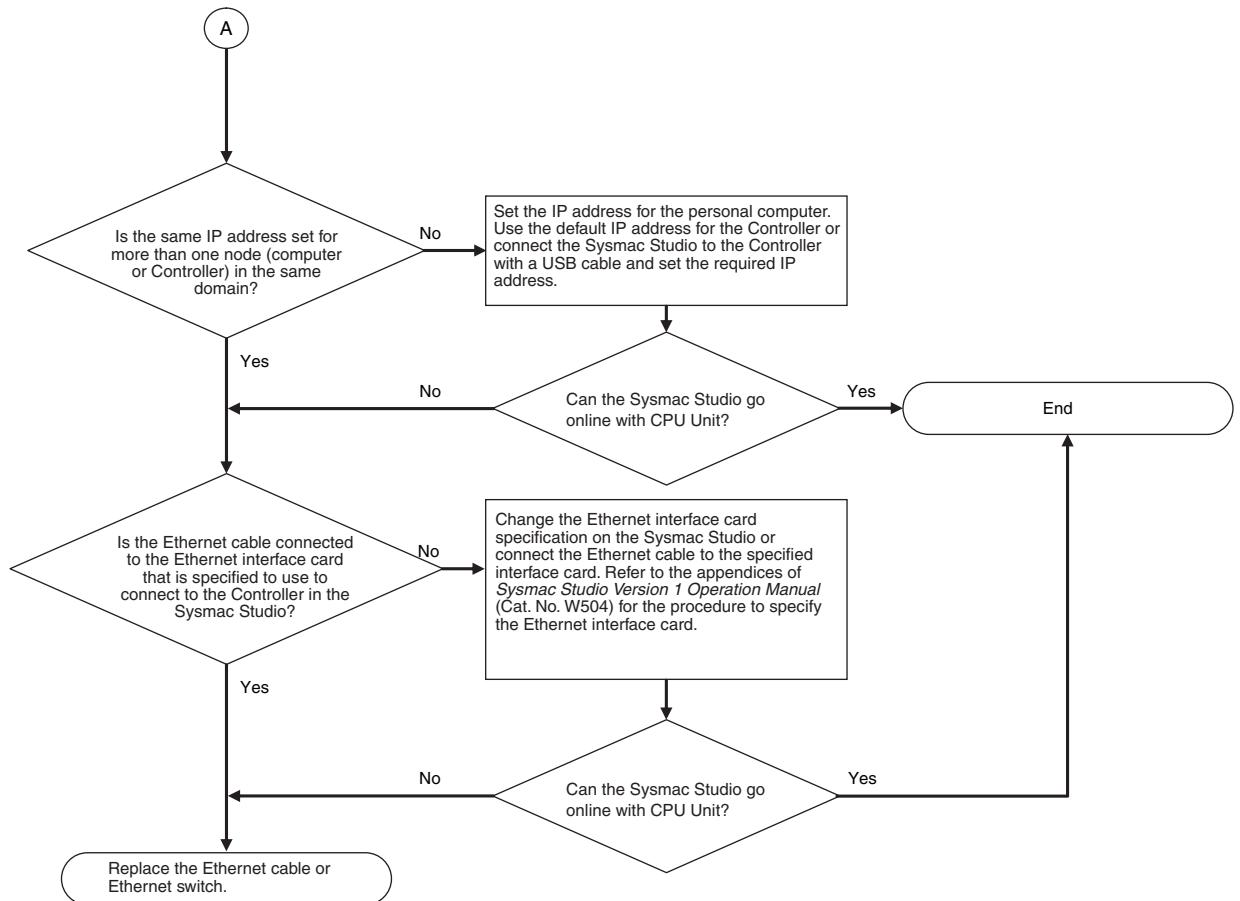 A
Is the same IP address set for
more than one node (computer
or Controller) in the same
domain?
No
Set the IP address for the personal computer.
Use the default IP address for the Controller or
connect the Sysmac Studio to the Controller
with a USB cable and set the required IP
address.
Yes
No
Can the Sysmac Studio go
online with CPU Unit?
Yes
End
Is the Ethernet cable connected
to the Ethernet interface card
that is specified to use to
connect to the Controller in the
Sysmac Studio?
No
Change the Ethernet interface card
specification on the Sysmac Studio or
connect the Ethernet cable to the specified
interface card. Refer to the appendices of
Sysmac Studio Version 1 Operation Manual
(Cat. No. W504) for the procedure to specify
the Ethernet interface card.
Yes
No
Can the Sysmac Studio go
online with CPU Unit?
Yes
Replace the Ethernet cable or
Ethernet switch.